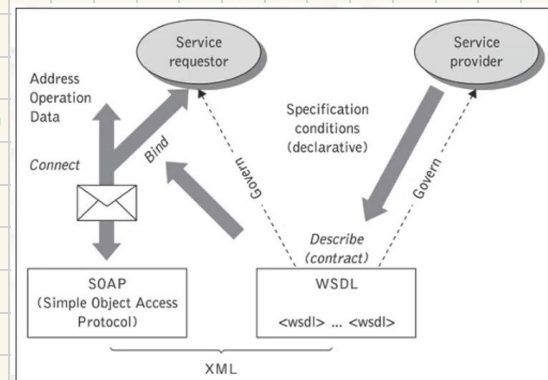 Service
requestor
Service
provider
Address
Operation
Data
Specification
conditions
(declarative)
Connect
Bind
Govern
Govern
Describe
(contract)
SOAP
(Simple Object Access
Protocol)
WSDL
<wsdl> ... <wsdl>
XML